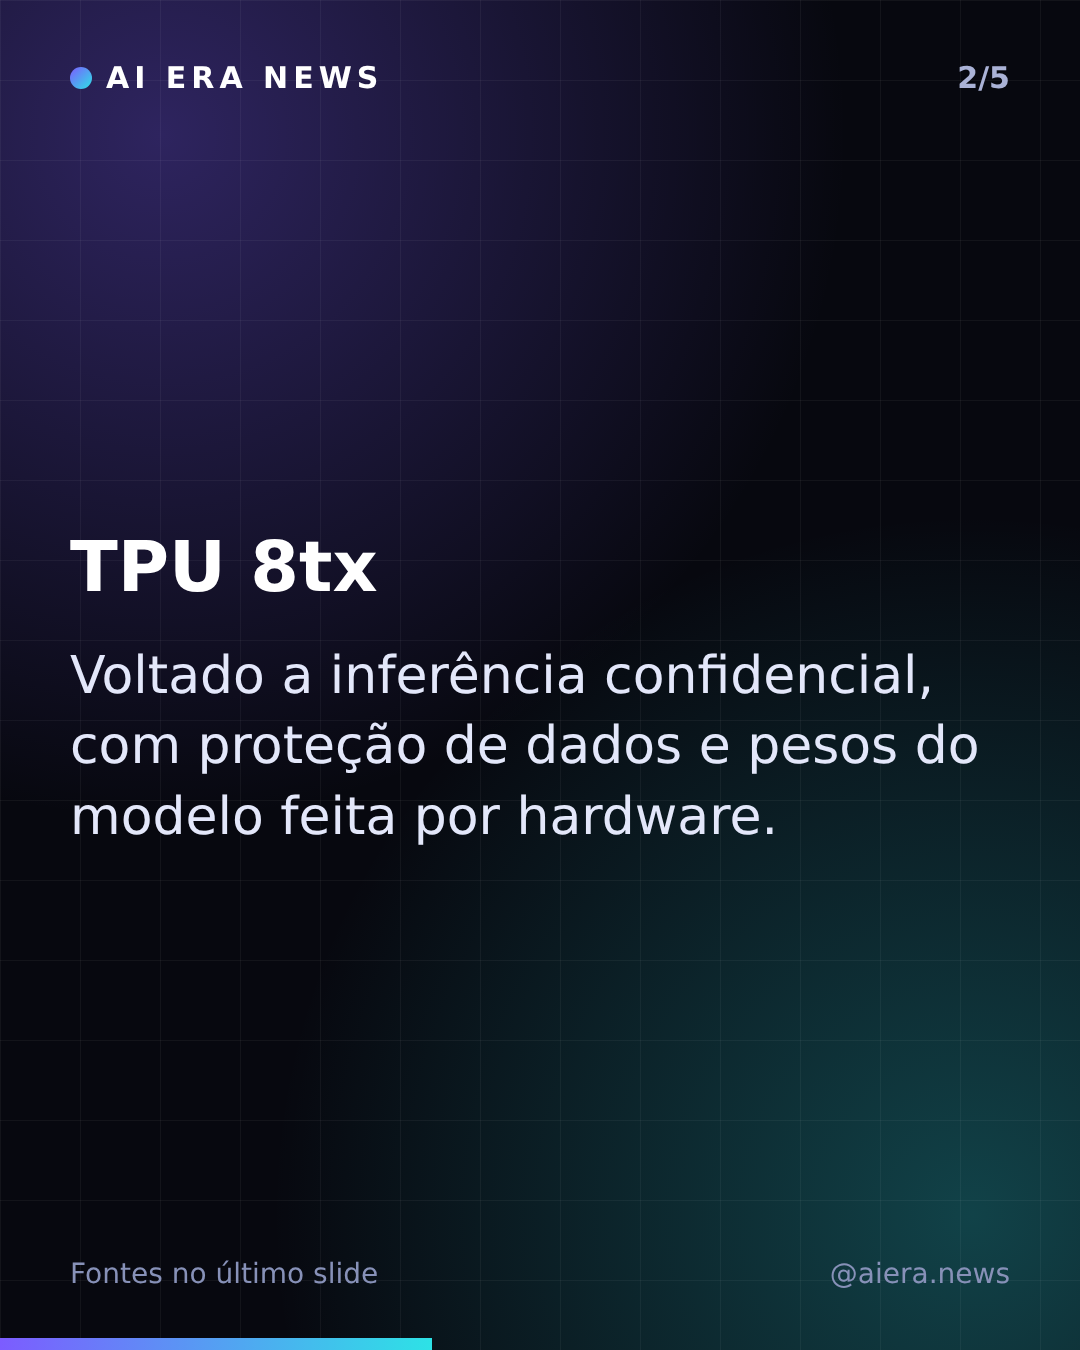 AI ERA NEWS
2/5
TPU 8tx
Voltado a inferência confidencial,
com proteção de dados e pesos do
modelo feita por hardware.
Fontes no último slide
@aiera.news